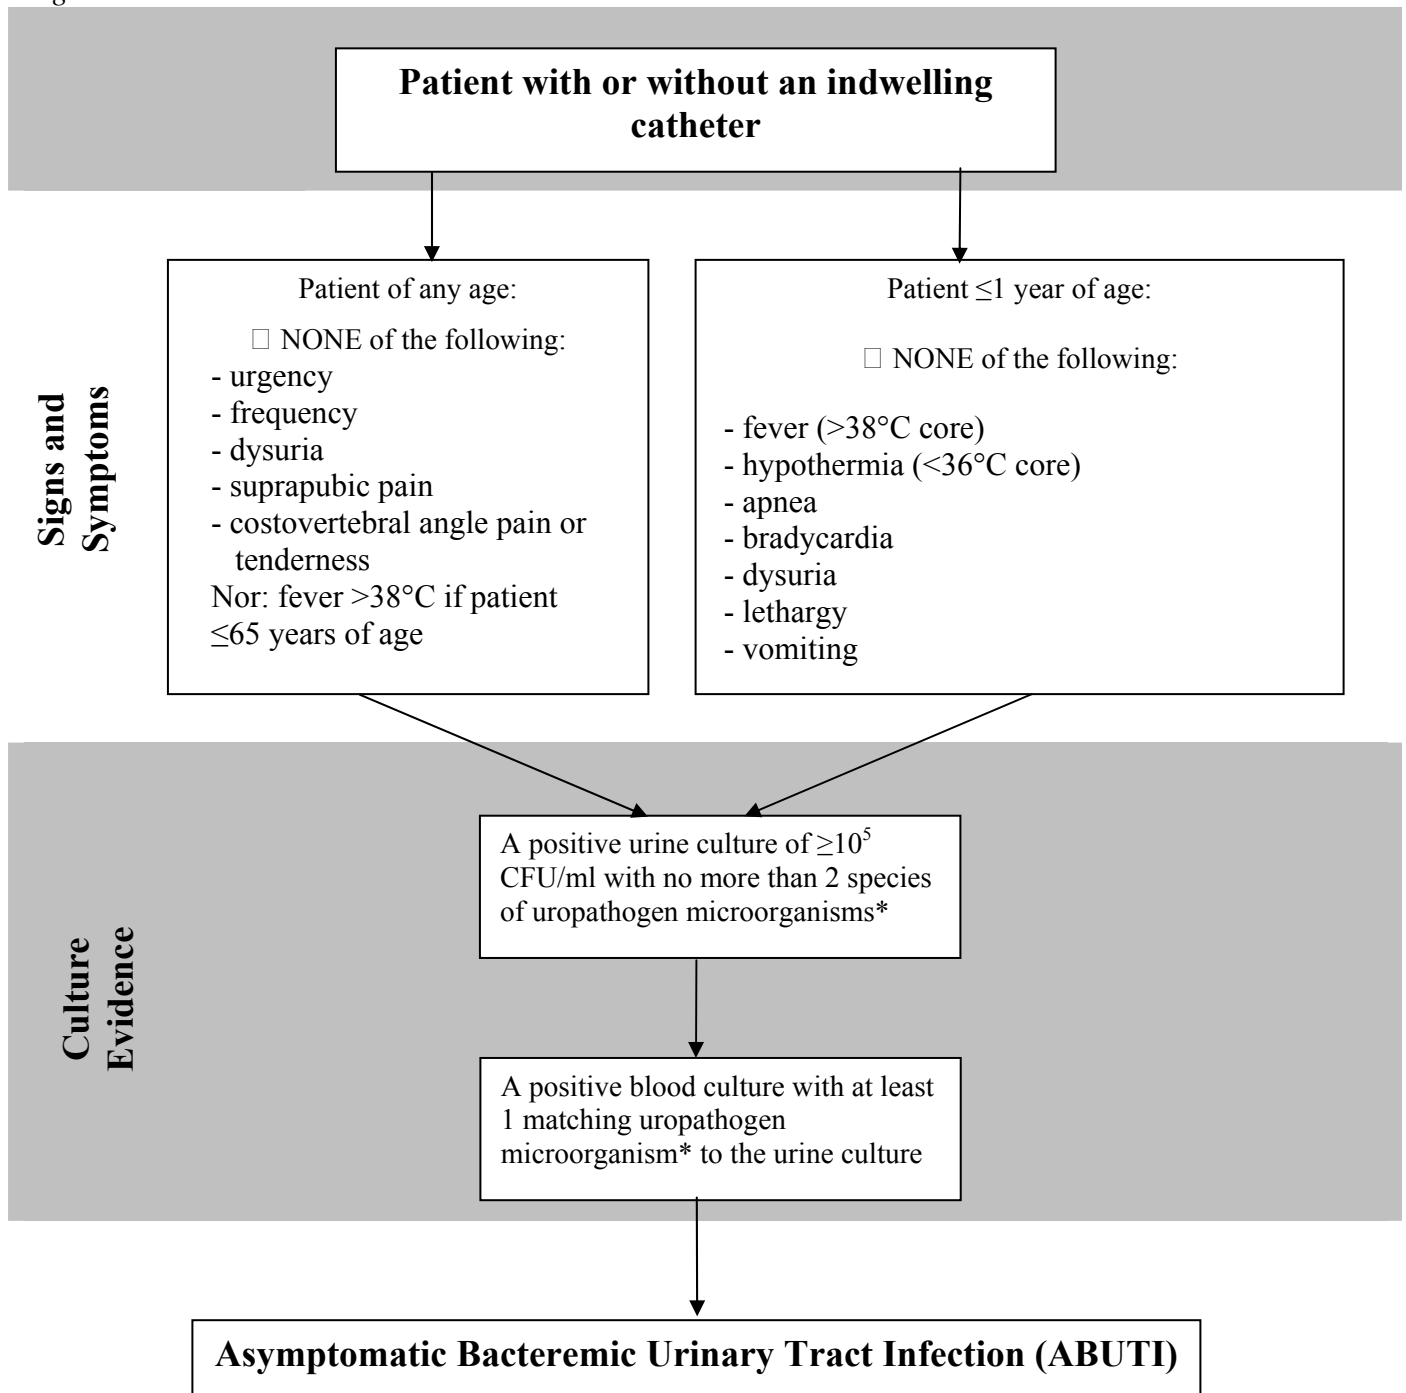 Patient with or without an indwelling
catheter
Signs and
Symptoms
Patient of any age:
□ NONE of the following:
- urgency
- frequency
- dysuria
- suprapubic pain
- costovertebral angle pain or
tenderness
Nor: fever >38°C if patient
≤65 years of age
Patient ≤1 year of age:
□ NONE of the following:
- fever (>38°C core)
- hypothermia (<36°C core)
- apnea
- bradycardia
- dysuria
- lethargy
- vomiting
Culture
Evidence
A positive urine culture of ≥10⁵
CFU/ml with no more than 2 species
of uropathogen microorganisms*
A positive blood culture with at least
1 matching uropathogen
microorganism* to the urine culture
Asymptomatic Bacteremic Urinary Tract Infection (ABUTI)